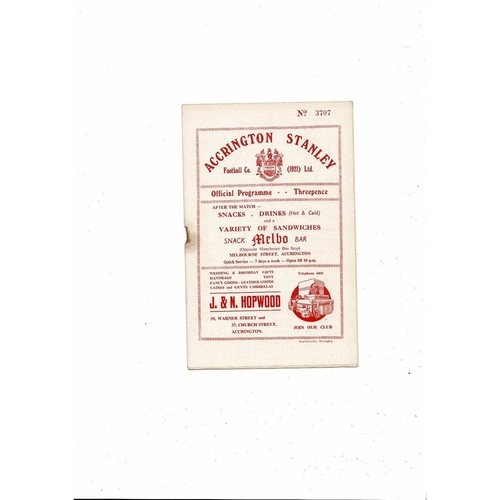 No 3707
ACCRINGTON STANLEY
Football Co. (1921) Ltd.
Official Programme - - Threepence
AFTER THE MATCH —
SNACKS . DRINKS (Hot & Cold)
and a
VARIETY OF SANDWICHES
SNACK Melbo BAR
(Opposite Manchester Bus Stop)
MELBOURNE STREET, ACCRINGTON
Quick Service — 7 days a week — Open till 10 p.m.
WEDDING & BIRTHDAY GIFTS
HANDBAGS TOYS
FANCY GOODS - LEATHER GOODS
LADIES and GENTS UMBRELLAS
J. & N. HOPWOOD
WARNER STREET and
57, CHURCH STREET,
ACCRINGTON.
Telephone
JOIN OUR CLUB